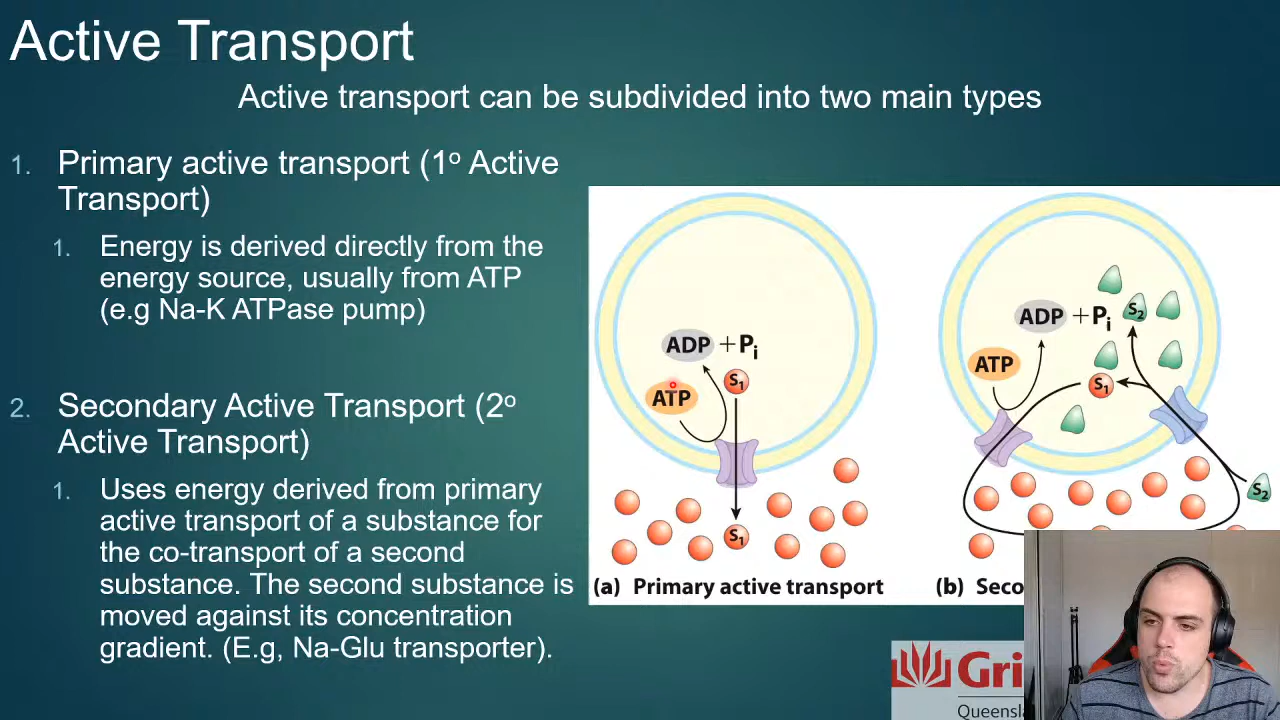 Active Transport
Active transport can be subdivided into two main types
1. Primary active transport (1º Active
Transport)
1. Energy is derived directly from the
energy source, usually from ATP
(e.g Na-K ATPase pump)
2. Secondary Active Transport (2º
Active Transport)
1. Uses energy derived from primary
active transport of a substance for
the co-transport of a second
substance. The second substance is
moved against its concentration
gradient. (E.g, Na-Glu transporter).
ADP +Pi
S1
ATP
S1
(a) Primary active transport
ADP +Pi
S2
ATP
S1
S2
(b) Seco
Gri
Queensla